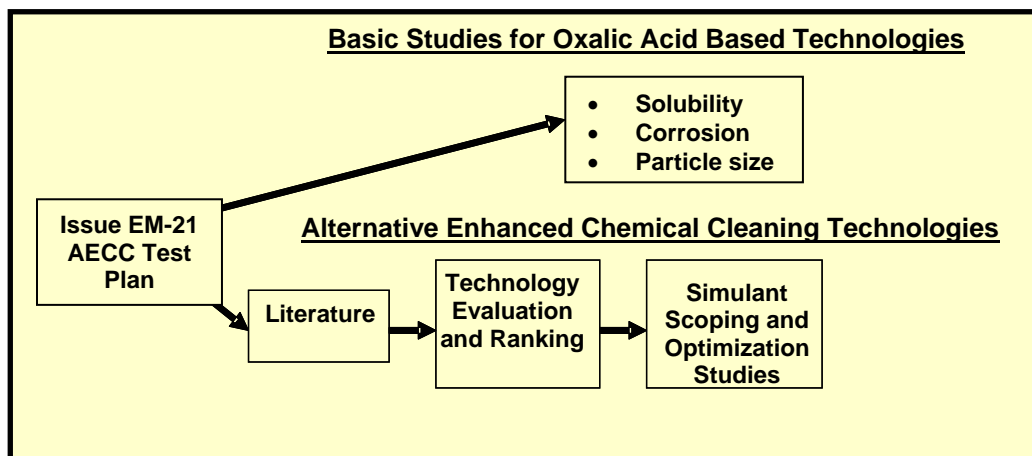 Basic Studies for Oxalic Acid Based Technologies
• Solubility
• Corrosion
• Particle size
Issue EM-21
AECC Test
Plan
Alternative Enhanced Chemical Cleaning Technologies
Literature
Technology
Evaluation
and Ranking
Simulant
Scoping and
Optimization
Studies